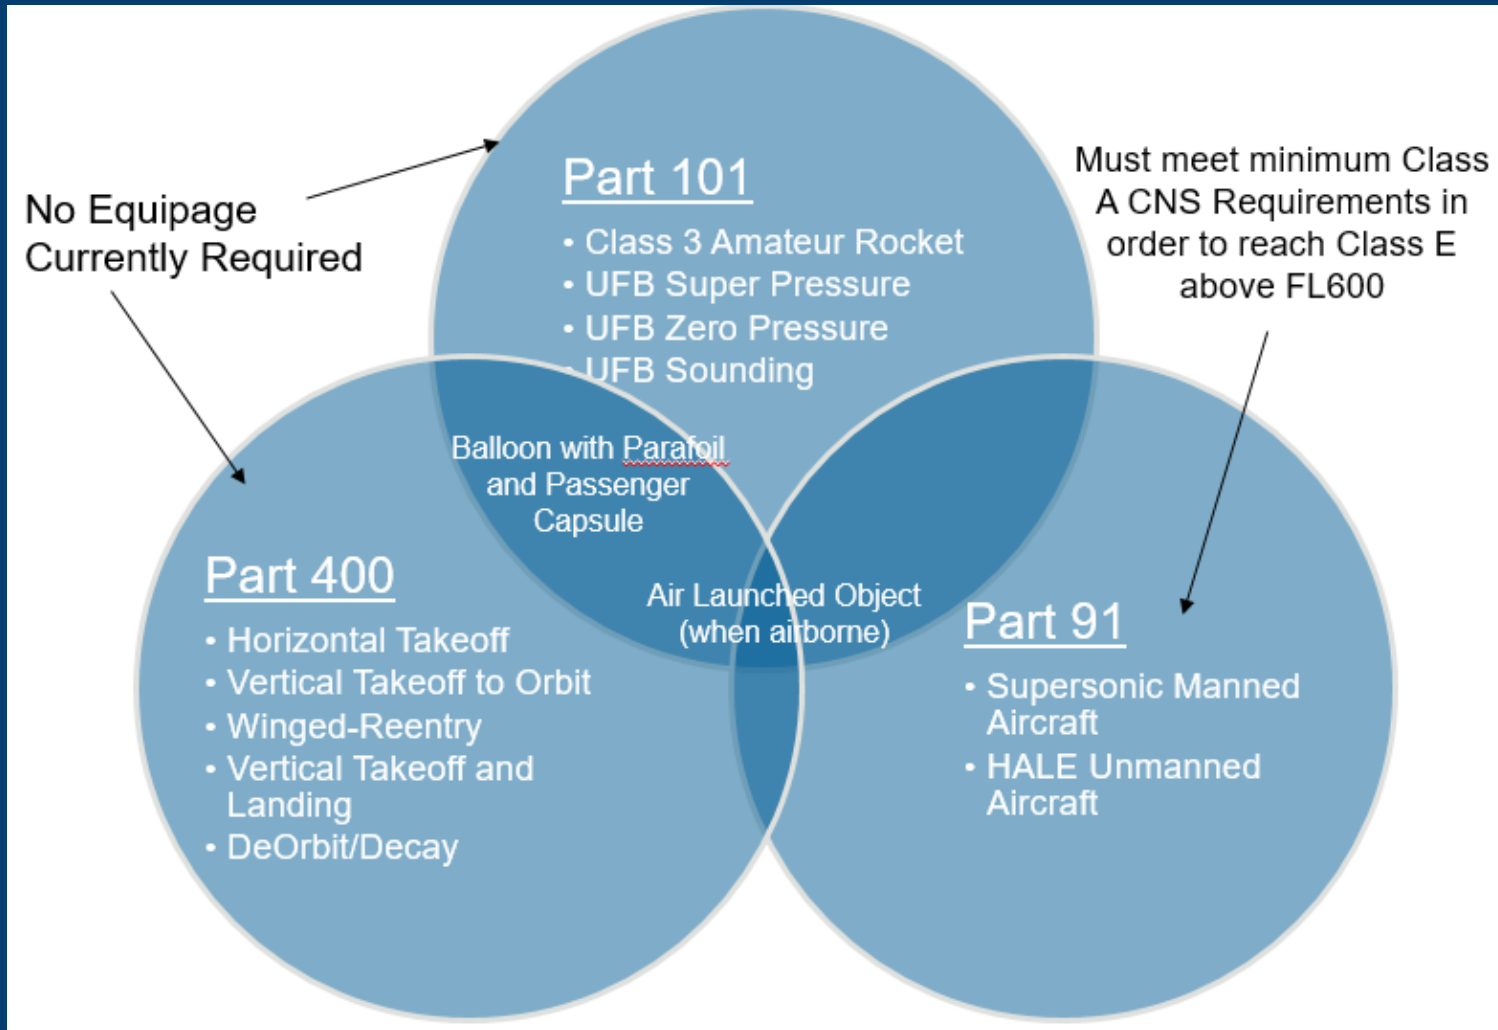 No Equipage
Currently Required
Part 101
• Class 3 Amateur Rocket
• UFB Super Pressure
• UFB Zero Pressure
• UFB Sounding
Must meet minimum Class
A CNS Requirements in
order to reach Class E
above FL600
Balloon with Parafoil
and Passenger
Capsule
Air Launched Object
(when airborne)
Part 400
• Horizontal Takeoff
• Vertical Takeoff to Orbit
• Winged-Reentry
• Vertical Takeoff and
Landing
• DeOrbit/Decay
Part 91
• Supersonic Manned
Aircraft
• HALE Unmanned
Aircraft